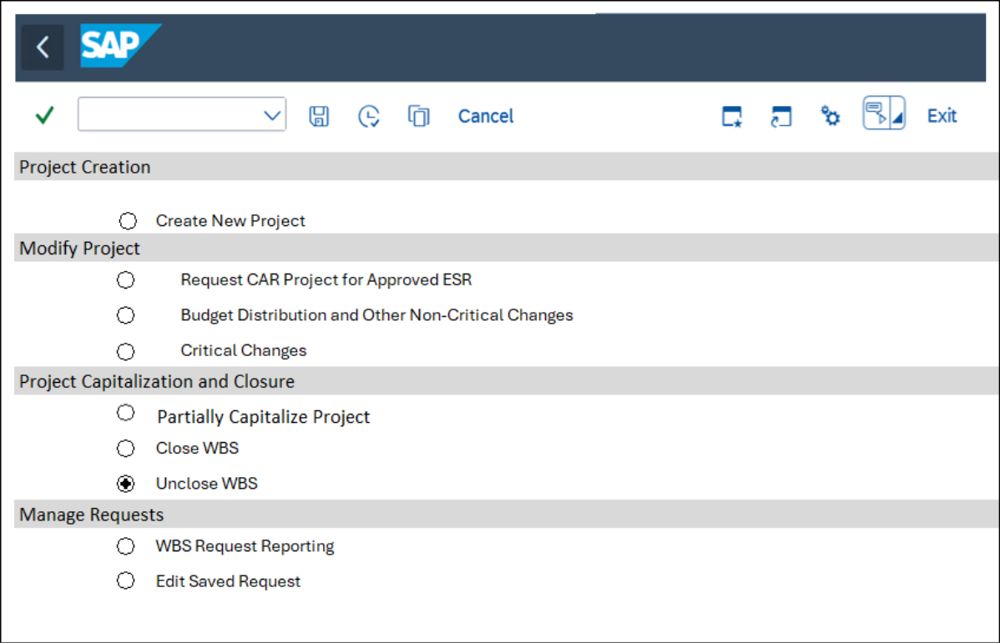 SAP
Cancel Exit
Project Creation
Create New Project
Modify Project
Request CAR Project for Approved ESR
Budget Distribution and Other Non-Critical Changes
Critical Changes
Project Capitalization and Closure
Partially Capitalize Project
Close WBS
Unclose WBS
Manage Requests
WBS Request Reporting
Edit Saved Request